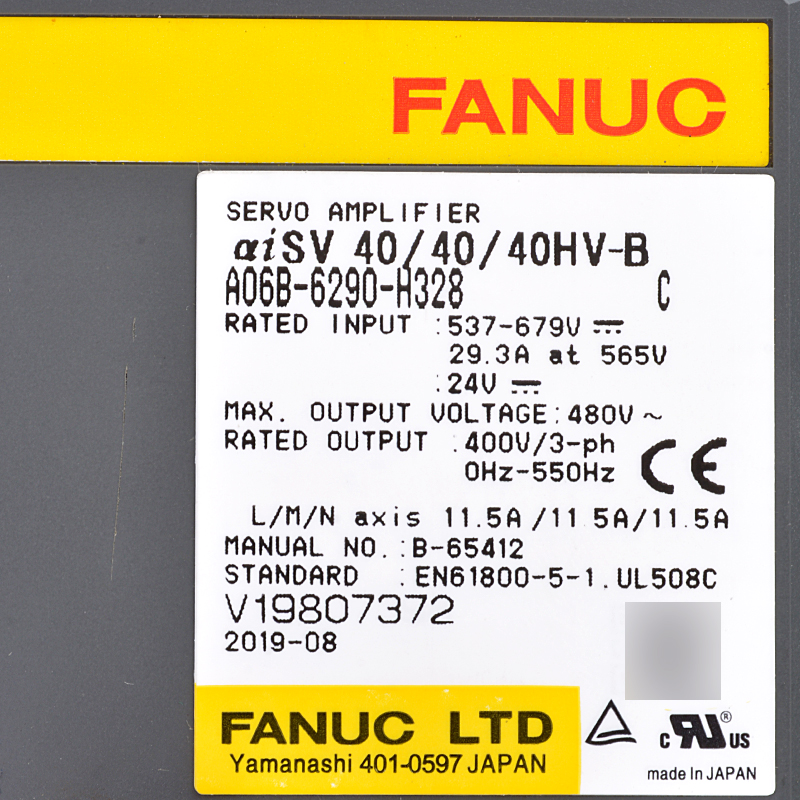 FANUC
SERVO AMPLIFIER
αiSV 40/40/40HV-B
A06B-6290-H328 C
RATED INPUT :537-679V ⎓
29.3A at 565V
:24V ⎓
MAX. OUTPUT VOLTAGE:480V ~
RATED OUTPUT :400V/3-ph
0Hz-550Hz
CE
L/M/N axis 11.5A/11 5A/11.5A
MANUAL NO. :B-65412
STANDARD :EN61800-5-1.UL508C
V19807372
2019-08
FANUC LTD
Yamanashi 401-0597 JAPAN
c RU® US
made In JAPAN